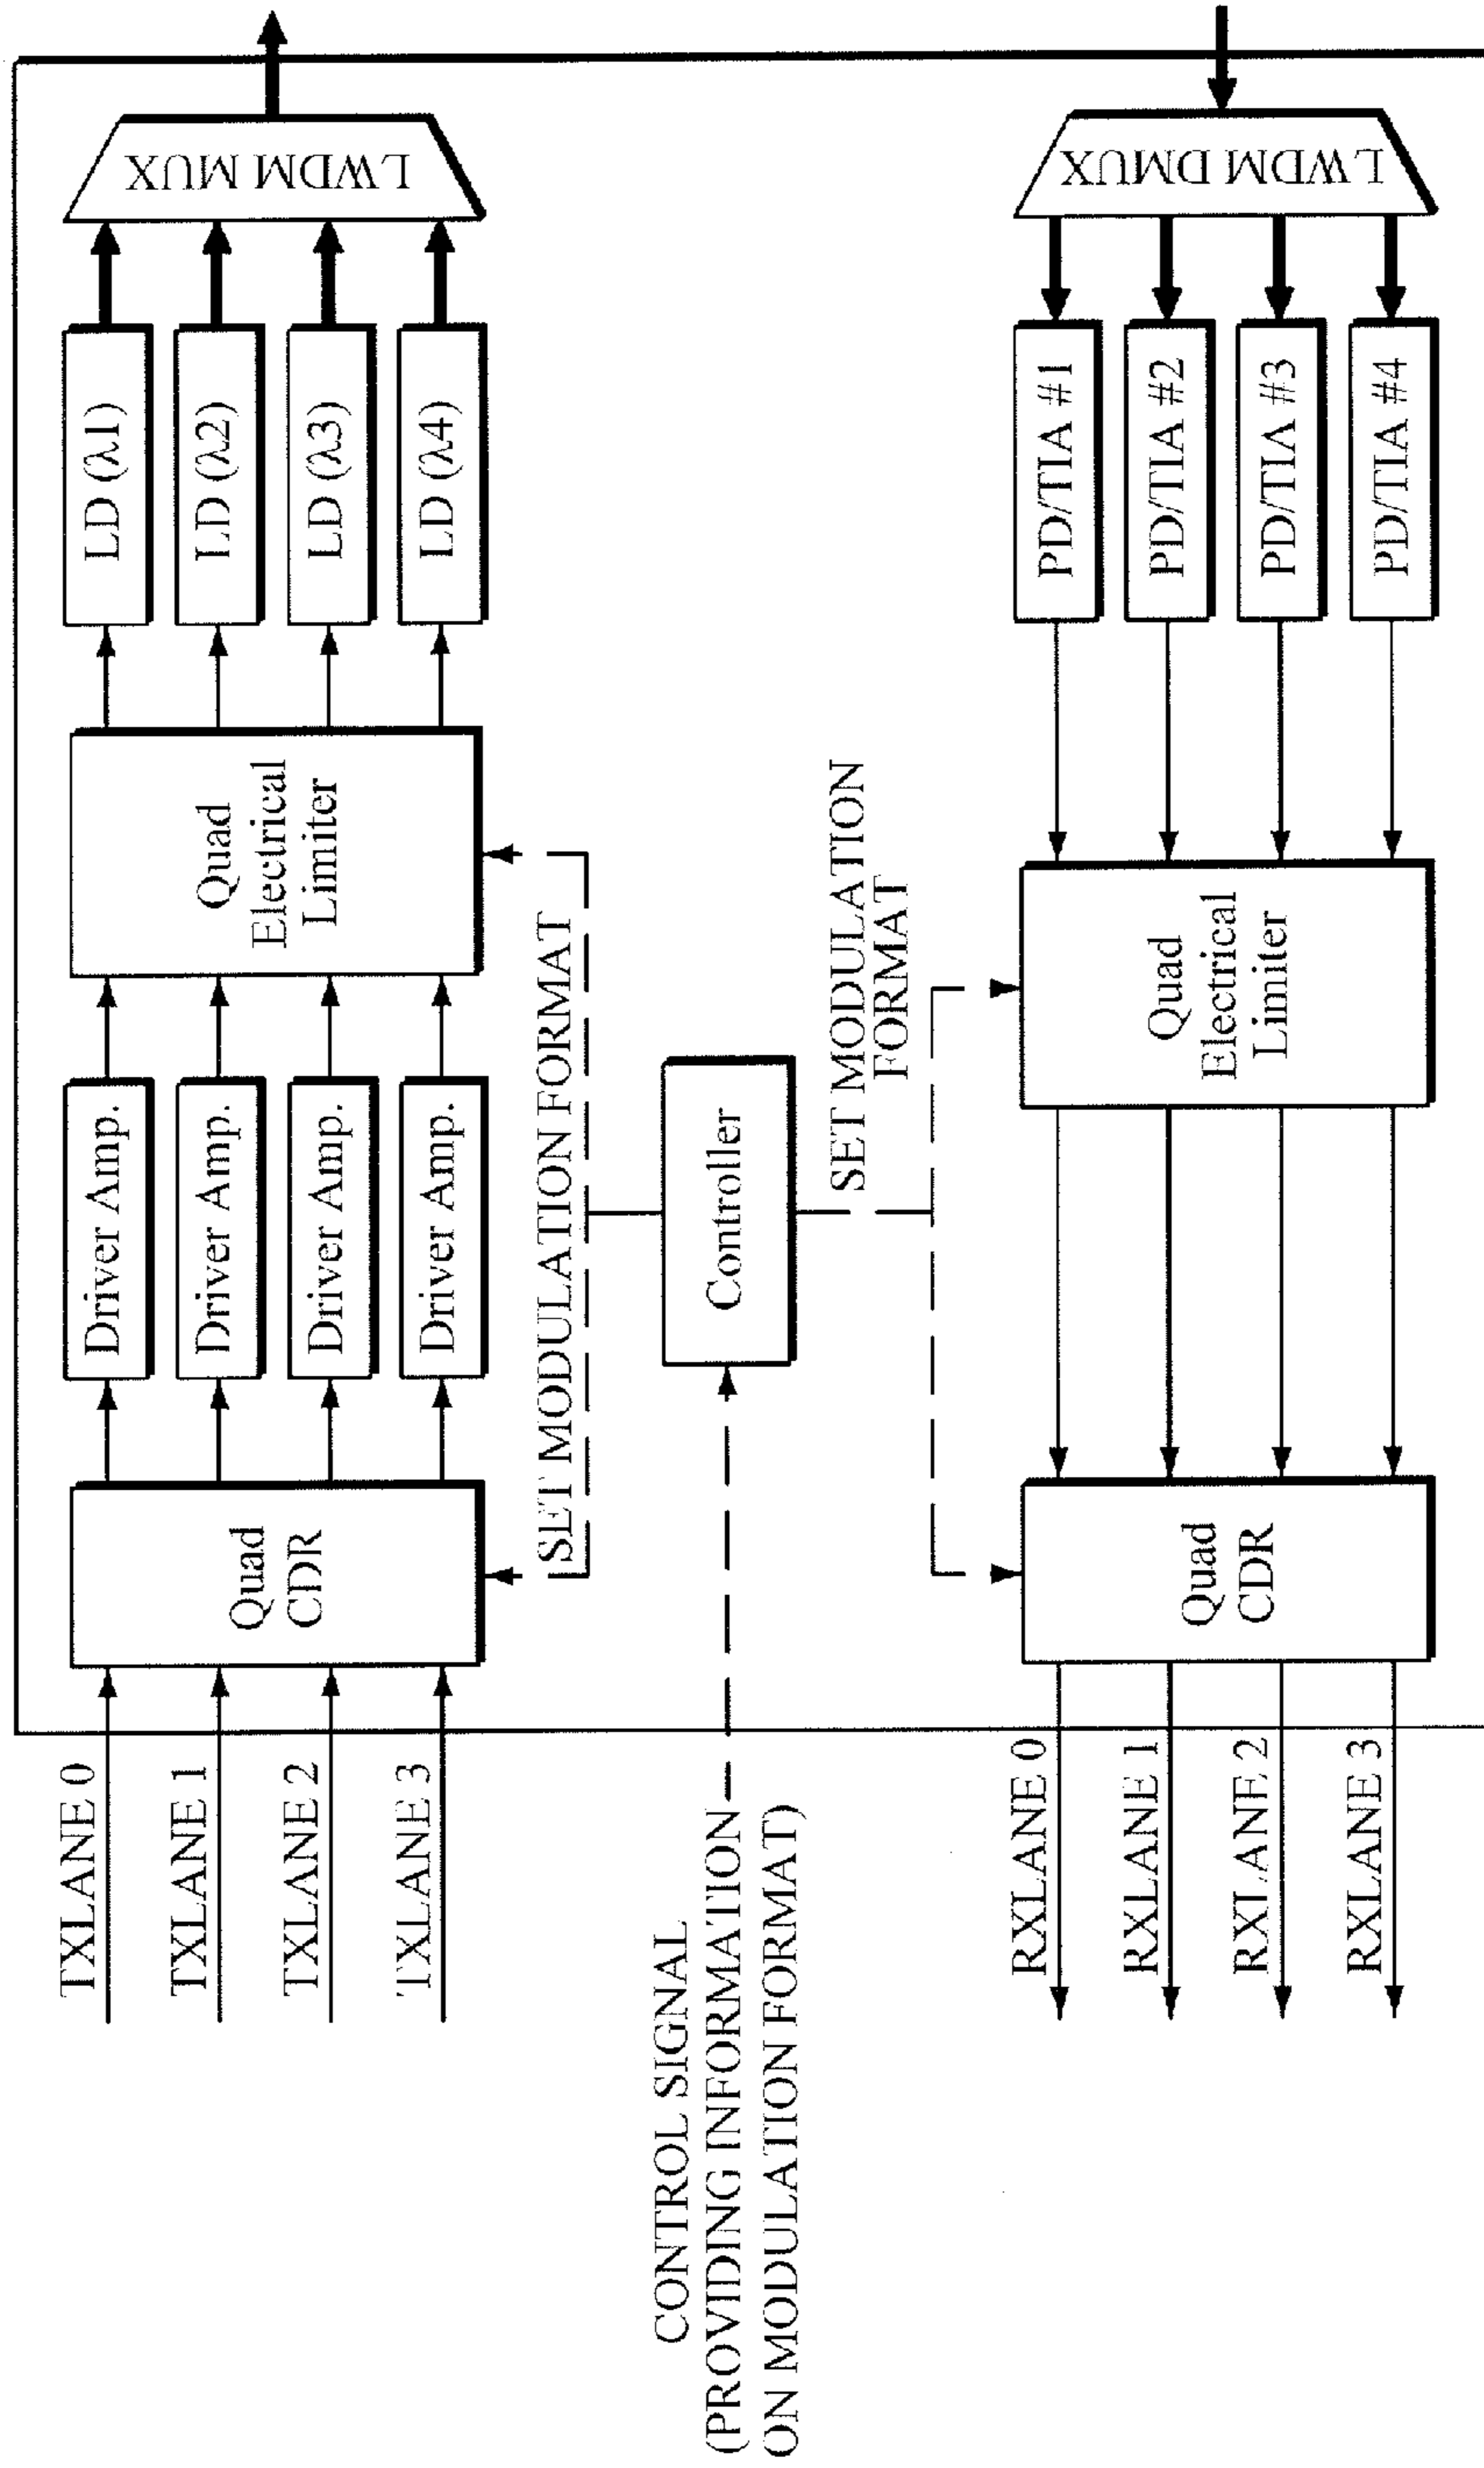 TXLANE 0
TXLANE 1
TXLANE 2
TXLANE 3
Quad
CDR
Driver Amp.
Driver Amp.
Driver Amp.
Driver Amp.
Quad
Electrical
Limiter
LD (λ1)
LD (λ2)
LD (λ3)
LD (λ4)
LWDM MUX
SET MODULATION FORMAT
CONTROL SIGNAL
(PROVIDING INFORMATION
ON MODULATION FORMAT)
Controller
SET MODULATION
FORMAT
RXLANE 0
RXLANE 1
RXLANE 2
RXLANE 3
Quad
CDR
Quad
Electrical
Limiter
PD/TIA #1
PD/TIA #2
PD/TIA #3
PD/TIA #4
LWDM DMUX